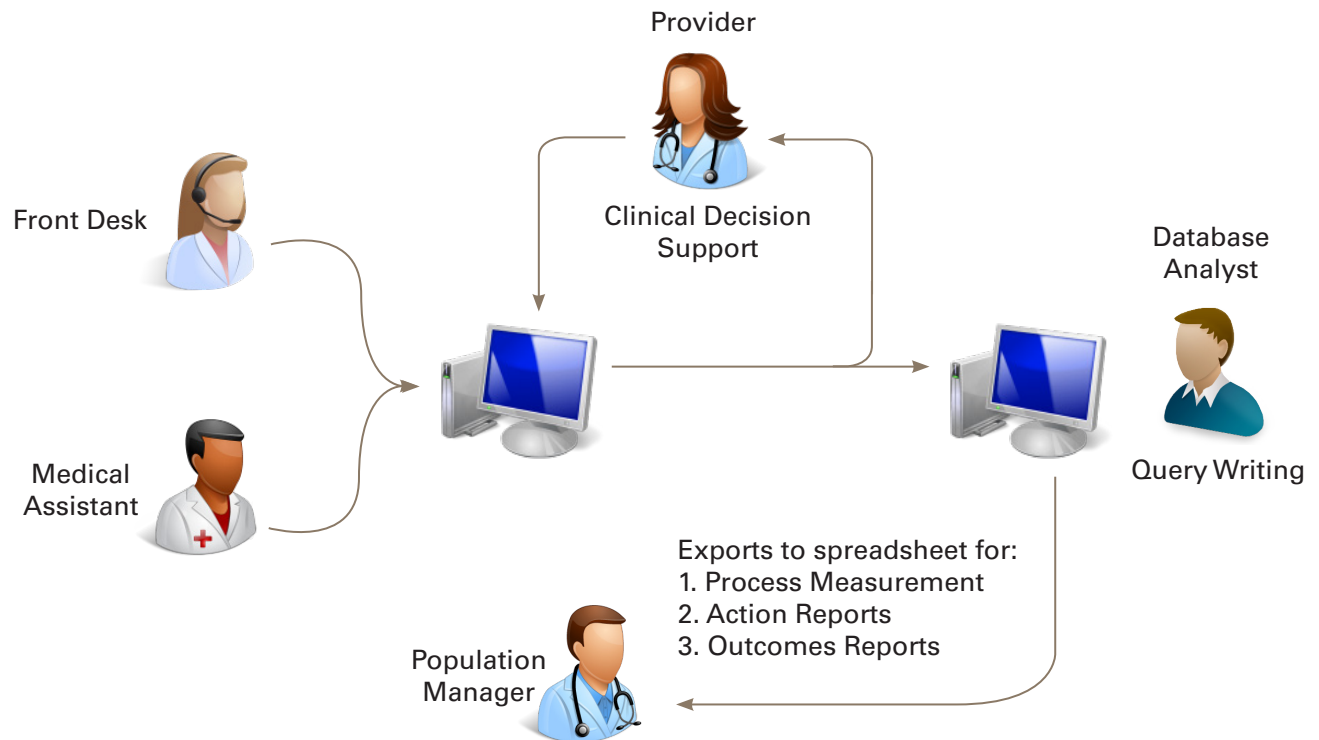 Provider
Front Desk
Clinical Decision
Support
Database
Analyst
Medical
Assistant
Query Writing
Exports to spreadsheet for:
1. Process Measurement
2. Action Reports
3. Outcomes Reports
Population
Manager